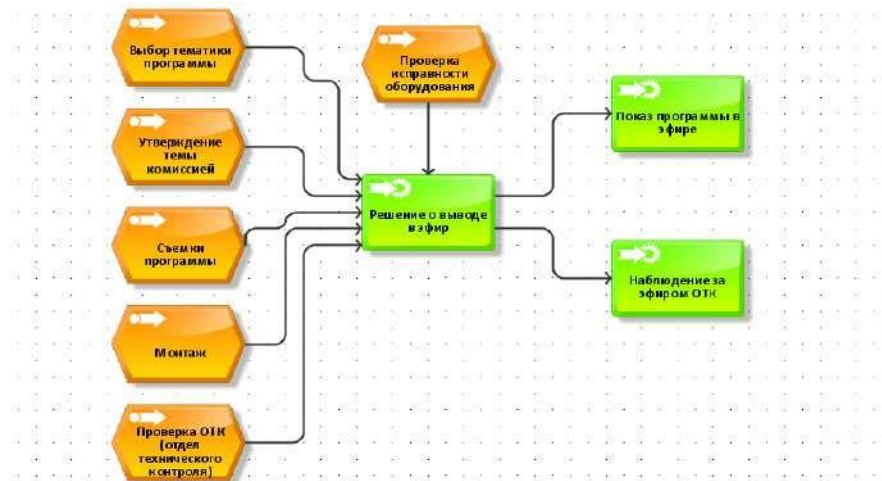 Выбор тематики
программы
Проверка
исправности
оборудования
Показ программы в
эфире
Утверждение
темы
комиссией
Решение о выводе
в эфир
Съемки
программы
Наблюдение за
эфиром ОТК
Монтаж
Проверка ОТК
(отдел
технического
контроля)